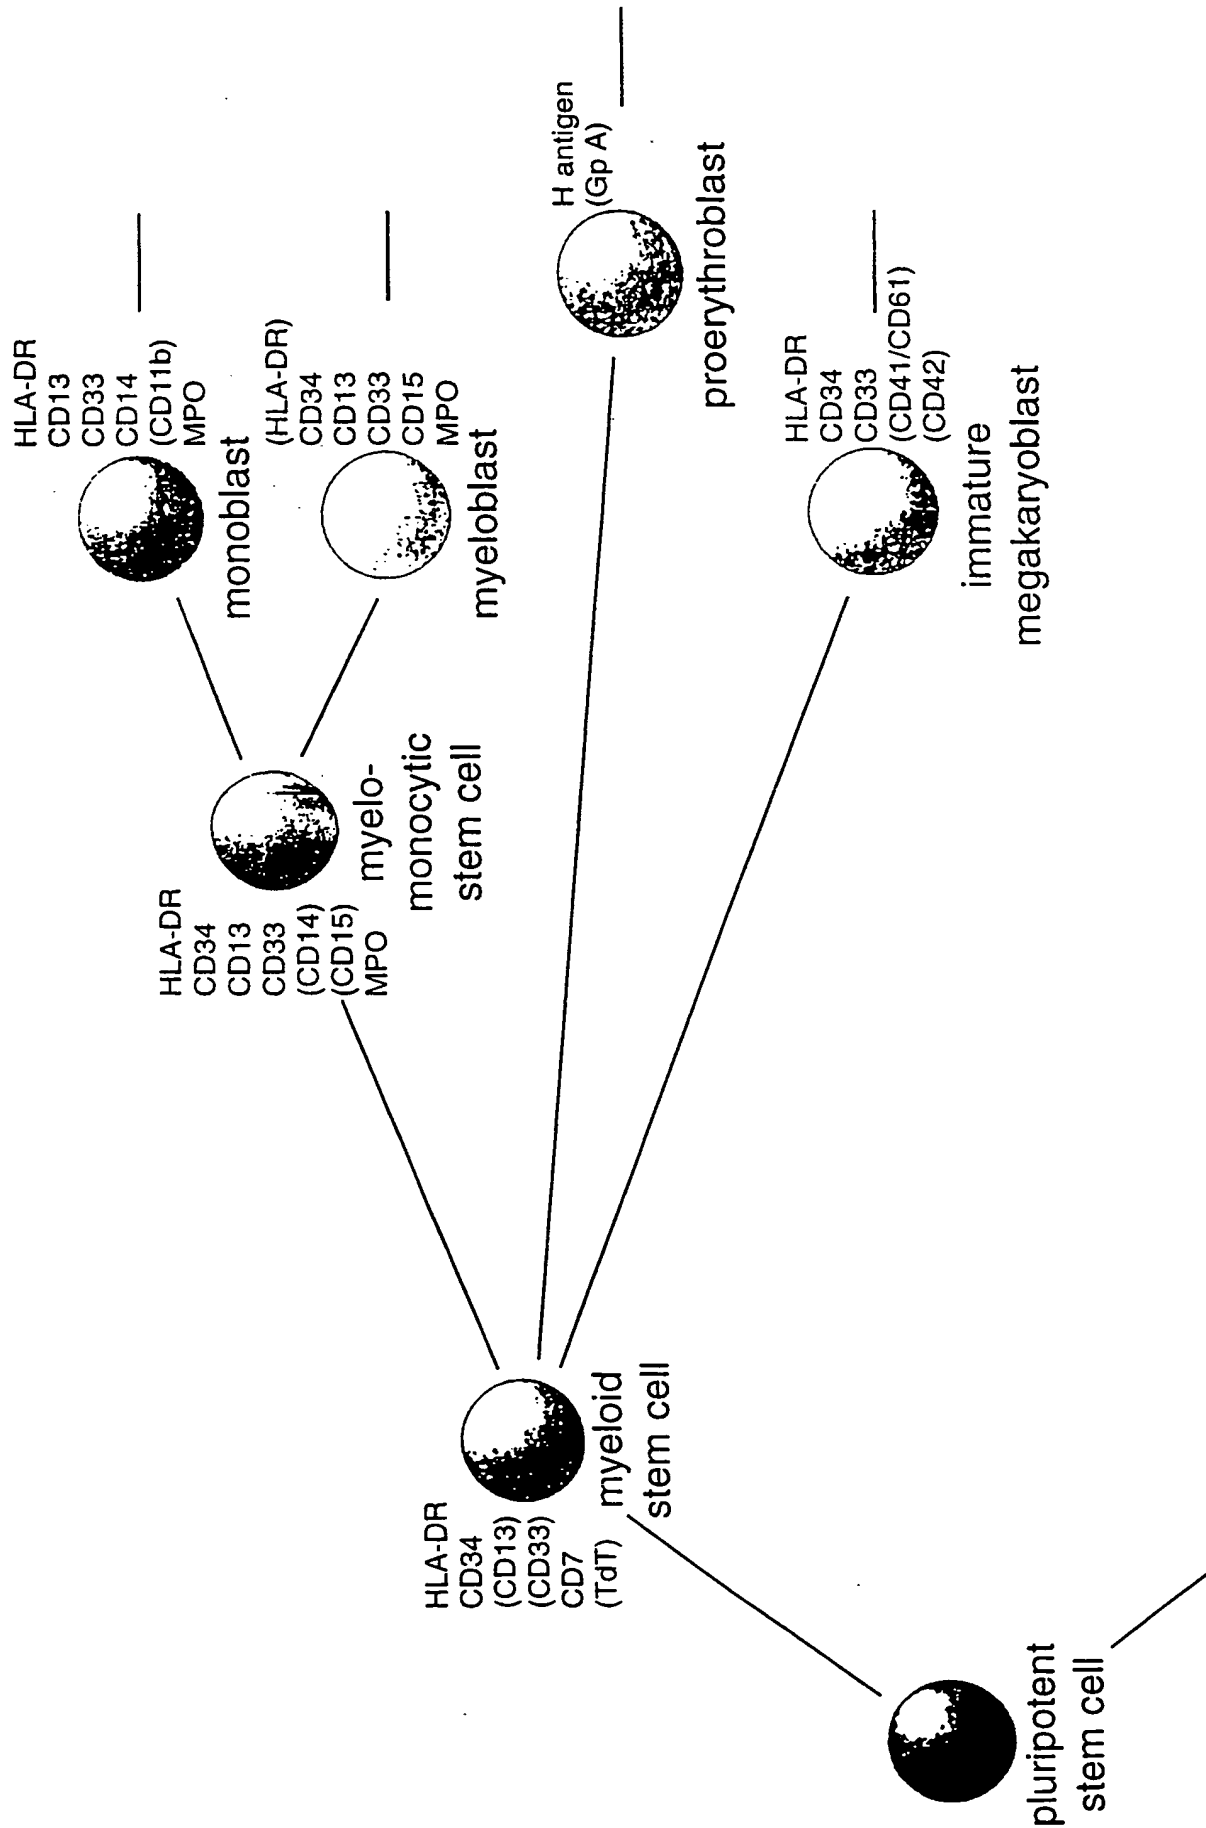 HLA-DR
CD13
CD33
CD14
(CD11b)
MPO
monoblast
(HLA-DR)
CD34
CD13
CD33
CD15
MPO
myeloblast
HLA-DR
CD34
CD13
CD33
(CD14)
(CD15)
MPO
myelo-
monocytic
stem cell
H antigen
(Gp A)
proerythroblast
HLA-DR
CD34
CD33
(CD41/CD61)
(CD42)
immature
megakaryoblast
HLA-DR
CD34
(CD13)
(CD33)
CD7
(TdT)
myeloid
stem cell
pluripotent
stem cell